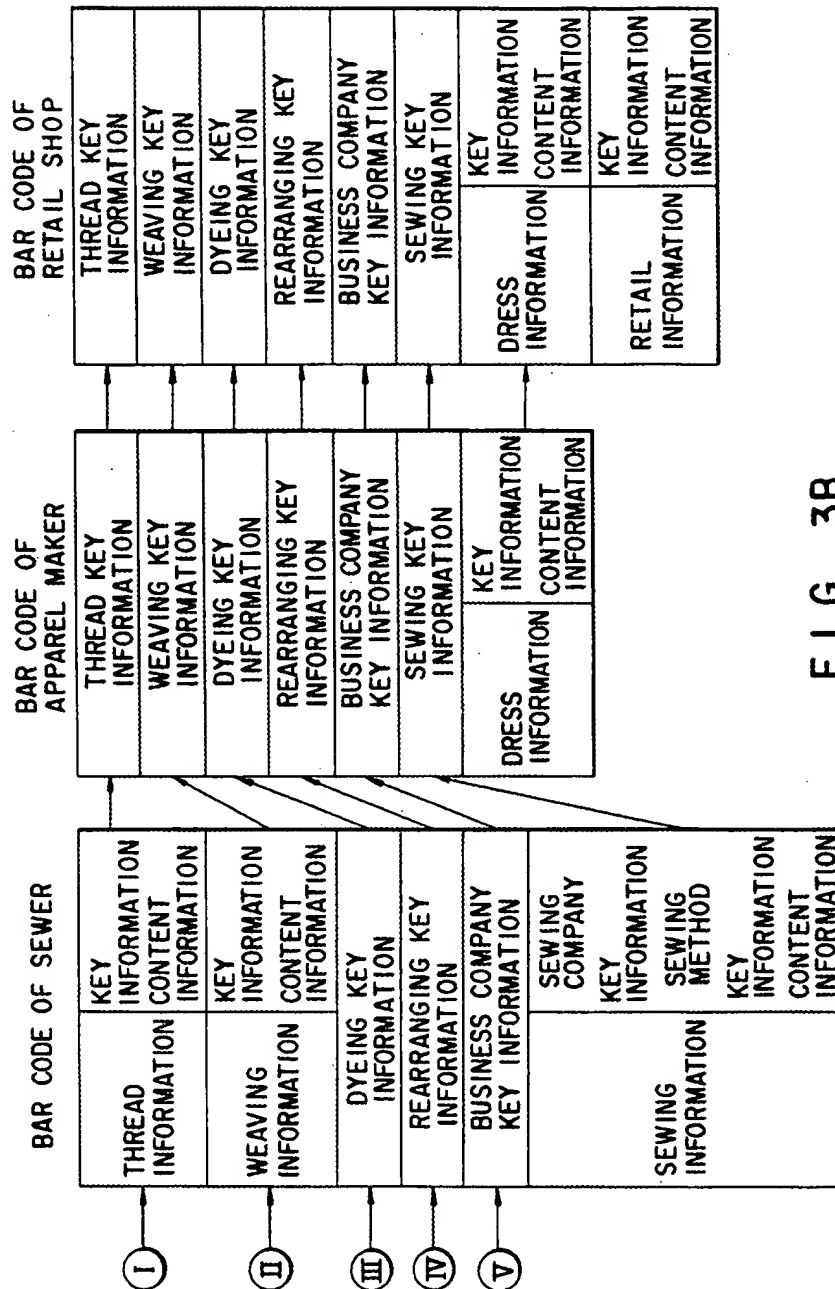 BAR CODE OF SEWER
I
THREAD
INFORMATION
KEY
INFORMATION
CONTENT
INFORMATION
II
WEAVING
INFORMATION
KEY
INFORMATION
CONTENT
INFORMATION
III
DYEING KEY
INFORMATION
IV
REARRANGING KEY
INFORMATION
V
BUSINESS COMPANY
KEY INFORMATION
SEWING
INFORMATION
SEWING
COMPANY
KEY
INFORMATION
SEWING
METHOD
KEY
INFORMATION
CONTENT
INFORMATION
BAR CODE OF
APPAREL MAKER
THREAD KEY
INFORMATION
WEAVING KEY
INFORMATION
DYEING KEY
INFORMATION
REARRANGING KEY
INFORMATION
BUSINESS COMPANY
KEY INFORMATION
SEWING KEY
INFORMATION
DRESS
INFORMATION
KEY
INFORMATION
CONTENT
INFORMATION
BAR CODE OF
RETAIL SHOP
THREAD KEY
INFORMATION
WEAVING KEY
INFORMATION
DYEING KEY
INFORMATION
REARRANGING KEY
INFORMATION
BUSINESS COMPANY
KEY INFORMATION
SEWING KEY
INFORMATION
DRESS
INFORMATION
KEY
INFORMATION
CONTENT
INFORMATION
RETAIL
INFORMATION
KEY
INFORMATION
CONTENT
INFORMATION
FIG. 3B